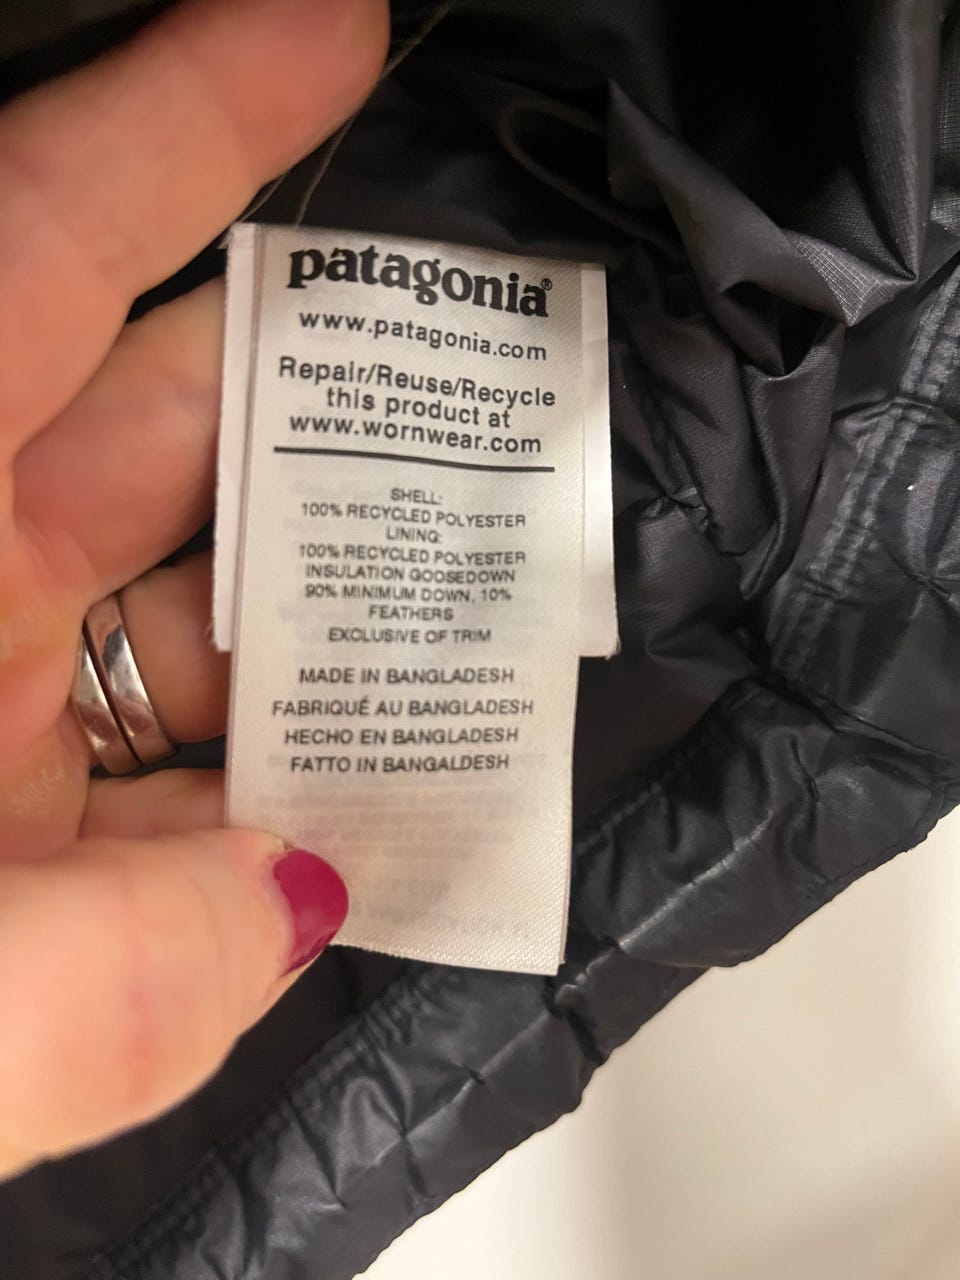 patagonia®
www.patagonia.com
Repair/Reuse/Recycle
this product at
www.wornwear.com
SHELL:
100% RECYCLED POLYESTER
LINING:
100% RECYCLED POLYESTER
INSULATION GOOSEDOWN
90% MINIMUM DOWN, 10%
FEATHERS
EXCLUSIVE OF TRIM
MADE IN BANGLADESH
FABRIQUÉ AU BANGLADESH
HECHO EN BANGLADESH
FATTO IN BANGALDESH